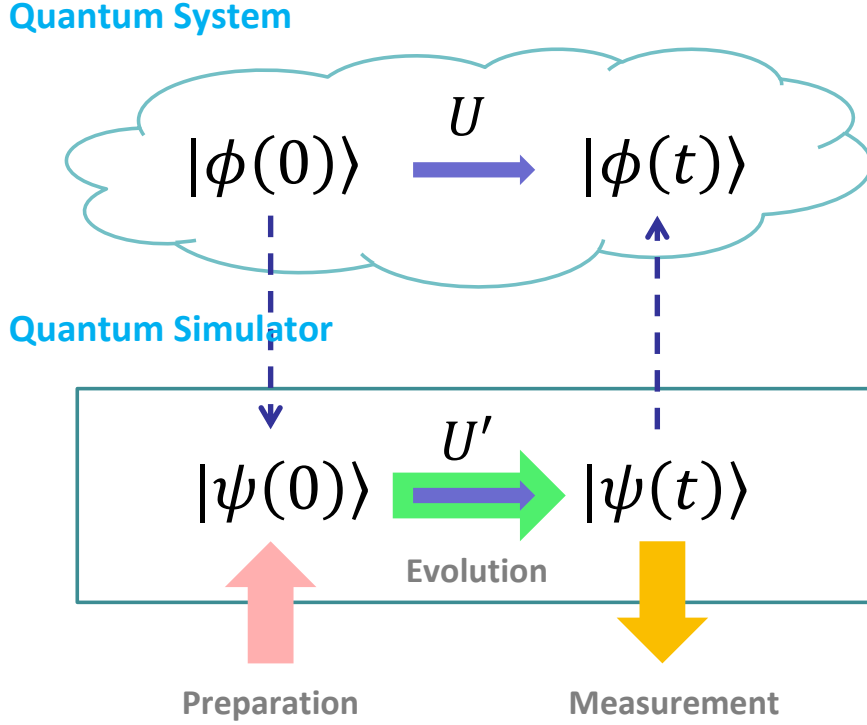 Quantum System
U
|ϕ(0)⟩ |ϕ(t)⟩
Quantum Simulator
U′
|ψ(0)⟩ |ψ(t)⟩
Evolution
Preparation Measurement